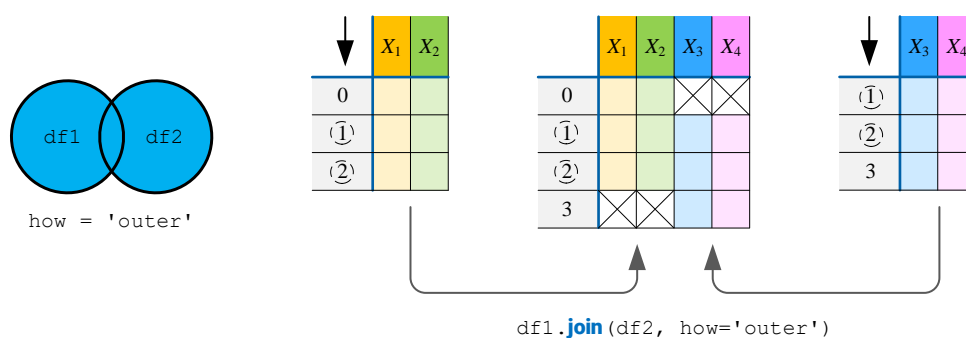 df1 df2
how = 'outer'
X1 X2
0
1
2
X1 X2 X3 X4
0
1
2
3
X3 X4
1
2
3
df1.join(df2, how='outer')